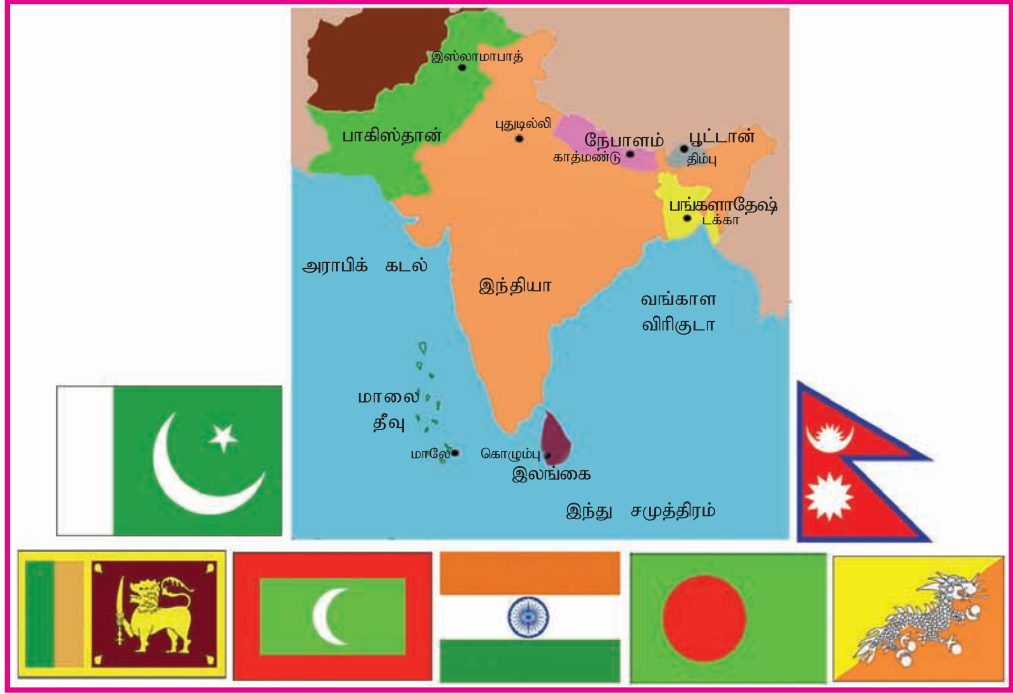 இஸ்லாமாபாத்
பாகிஸ்தான்
புதுடில்லி
நேபாளம்
காத்மண்டு
பூட்டான்
திம்பு
பங்களாதேஷ்
டக்கா
அராபிக் கடல்
இந்தியா
வங்காள
விரிகுடா
மாலை
தீவு
மாலே
கொழும்பு
இலங்கை
இந்து சமுத்திரம்